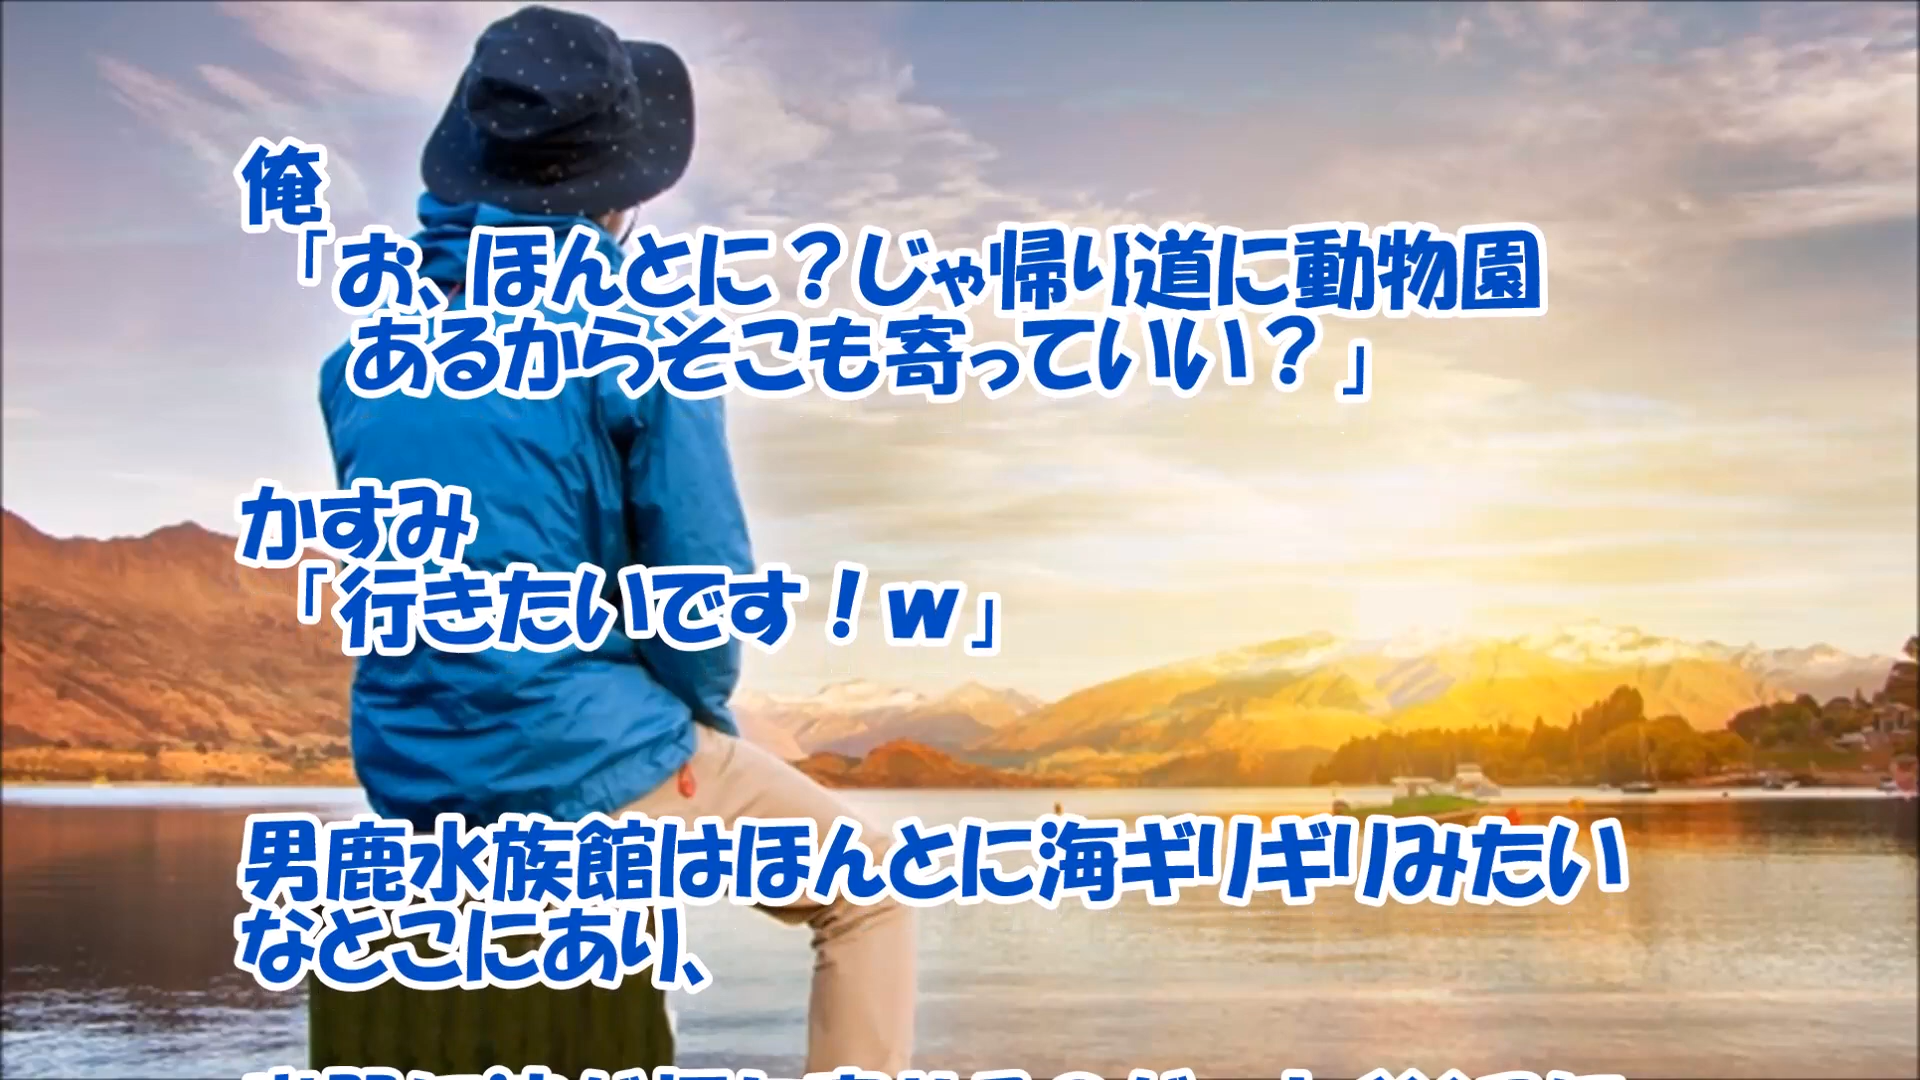 俺
「お、ほんとに？じゃ帰り道に動物園
あるからそこも寄っていい？」
かすみ
「行きたいです！ｗ」
男鹿水族館はほんとに海ギリギリみたい
なとこにあり、